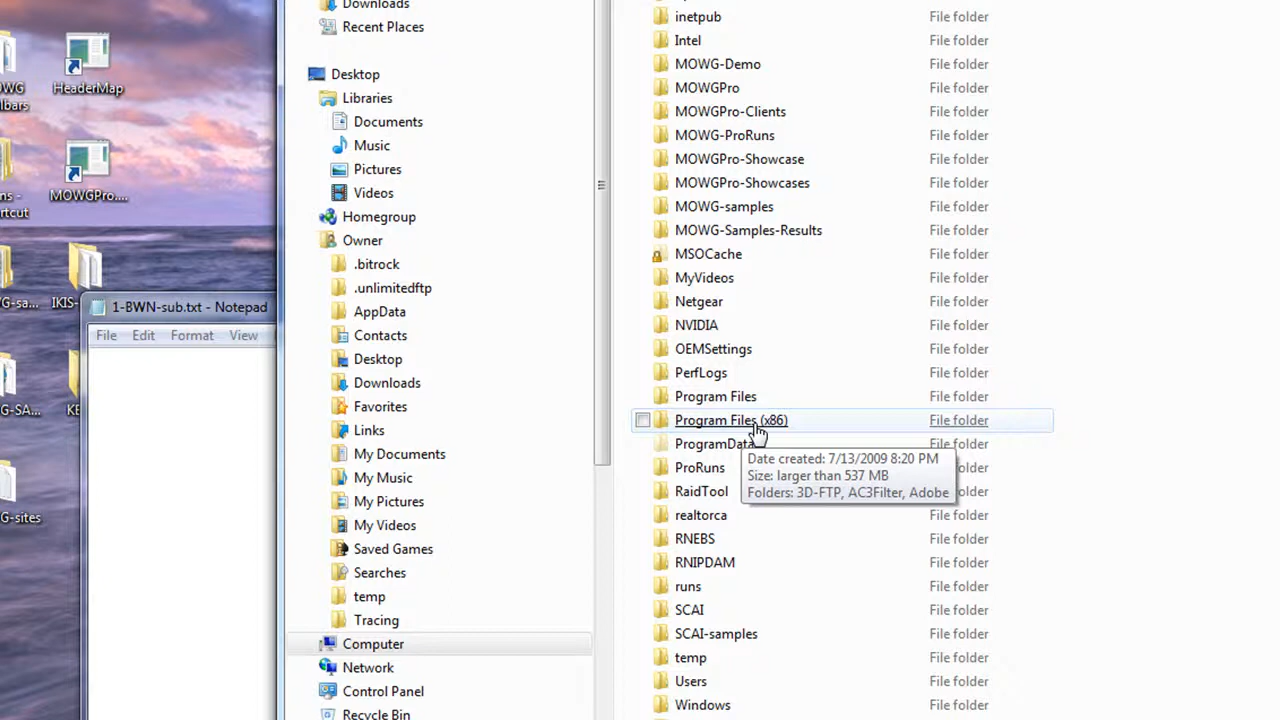 Downloads
Recent Places
Desktop
Libraries
Documents
Music
Pictures
Videos
Homegroup
Owner
.bitrock
.unlimitedftp
AppData
Contacts
Desktop
Downloads
Favorites
Links
My Documents
My Music
My Pictures
My Videos
Saved Games
Searches
temp
Tracing
Computer
Network
Control Panel
Recycle Bin
inetpub File folder
Intel File folder
MOWG-Demo File folder
MOWGPro File folder
MOWGPro-Clients File folder
MOWG-ProRuns File folder
MOWGPro-Showcase File folder
MOWGPro-Showcases File folder
MOWG-samples File folder
MOWG-Samples-Results File folder
MSOCache File folder
MyVideos File folder
Netgear File folder
NVIDIA File folder
OEMSettings File folder
PerfLogs File folder
Program Files File folder
Program Files (x86) File folder
ProgramData File folder
Date created: 7/13/2009 8:20 PM
Size: larger than 537 MB
Folders: 3D-FTP, AC3Filter, Adobe
ProRuns
RaidTool
realtorca File folder
RNEBS File folder
RNIPDAM File folder
runs File folder
SCAI File folder
SCAI-samples File folder
temp File folder
Users File folder
Windows File folder
HeaderMap
MOWGPro....
IKIS-
1-BWN-sub.txt - Notepad
File Edit Format View